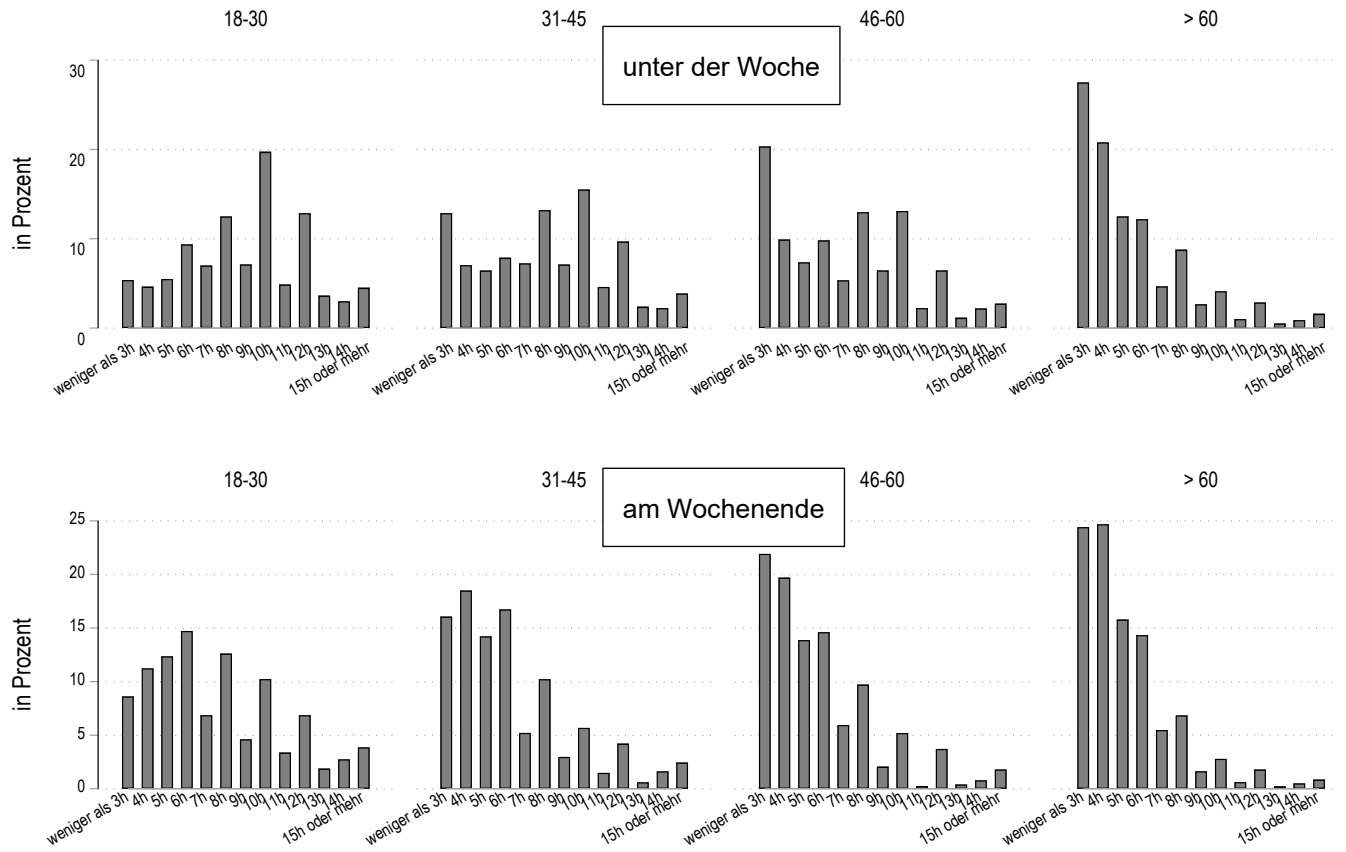 18-30 31-45 46-60 > 60
unter der Woche
30
20
10
0
in Prozent
weniger als 3h 4h 5h 6h 7h 8h 9h 10h 11h 12h 13h 14h 15h oder mehr
weniger als 3h 4h 5h 6h 7h 8h 9h 10h 11h 12h 13h 14h 15h oder mehr
weniger als 3h 4h 5h 6h 7h 8h 9h 10h 11h 12h 13h 14h 15h oder mehr
weniger als 3h 4h 5h 6h 7h 8h 9h 10h 11h 12h 13h 14h 15h oder mehr
18-30 31-45 46-60 > 60
am Wochenende
25
20
15
10
5
0
in Prozent
weniger als 3h 4h 5h 6h 7h 8h 9h 10h 11h 12h 13h 14h 15h oder mehr
weniger als 3h 4h 5h 6h 7h 8h 9h 10h 11h 12h 13h 14h 15h oder mehr
weniger als 3h 4h 5h 6h 7h 8h 9h 10h 11h 12h 13h 14h 15h oder mehr
weniger als 3h 4h 5h 6h 7h 8h 9h 10h 11h 12h 13h 14h 15h oder mehr